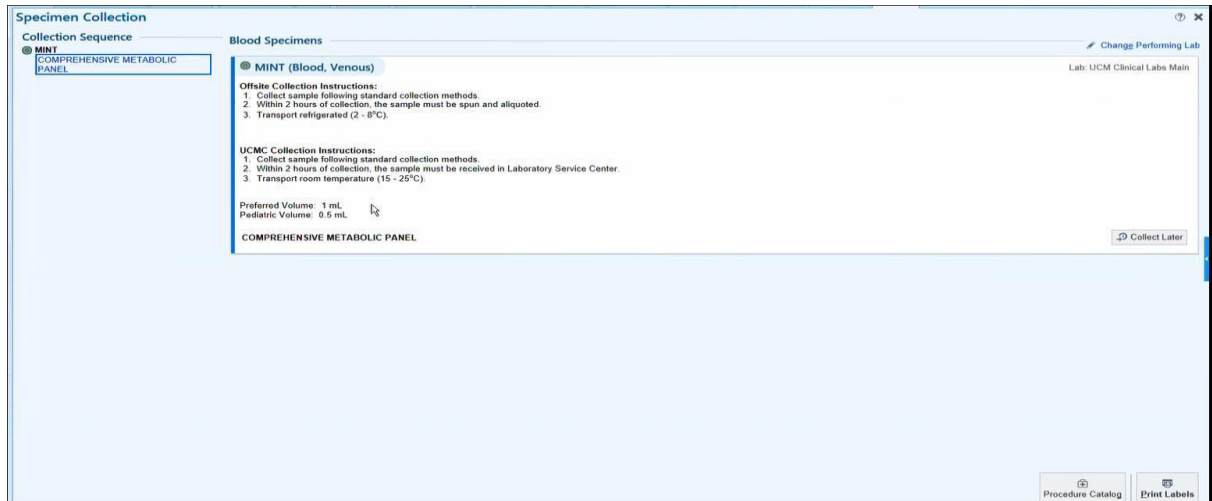 Specimen Collection
Collection Sequence
MINT
COMPREHENSIVE METABOLIC
PANEL
Blood Specimens
Change Performing Lab
MINT (Blood, Venous)
Lab: UCM Clinical Labs Main
Offsite Collection Instructions:
1. Collect sample following standard collection methods.
2. Within 2 hours of collection, the sample must be spun and aliquoted.
3. Transport refrigerated (2 - 8°C).
UCMC Collection Instructions:
1. Collect sample following standard collection methods.
2. Within 2 hours of collection, the sample must be received in Laboratory Service Center.
3. Transport room temperature (15 - 25°C).
Preferred Volume: 1 mL
Pediatric Volume: 0.5 mL
COMPREHENSIVE METABOLIC PANEL
Collect Later
Procedure Catalog
Print Labels